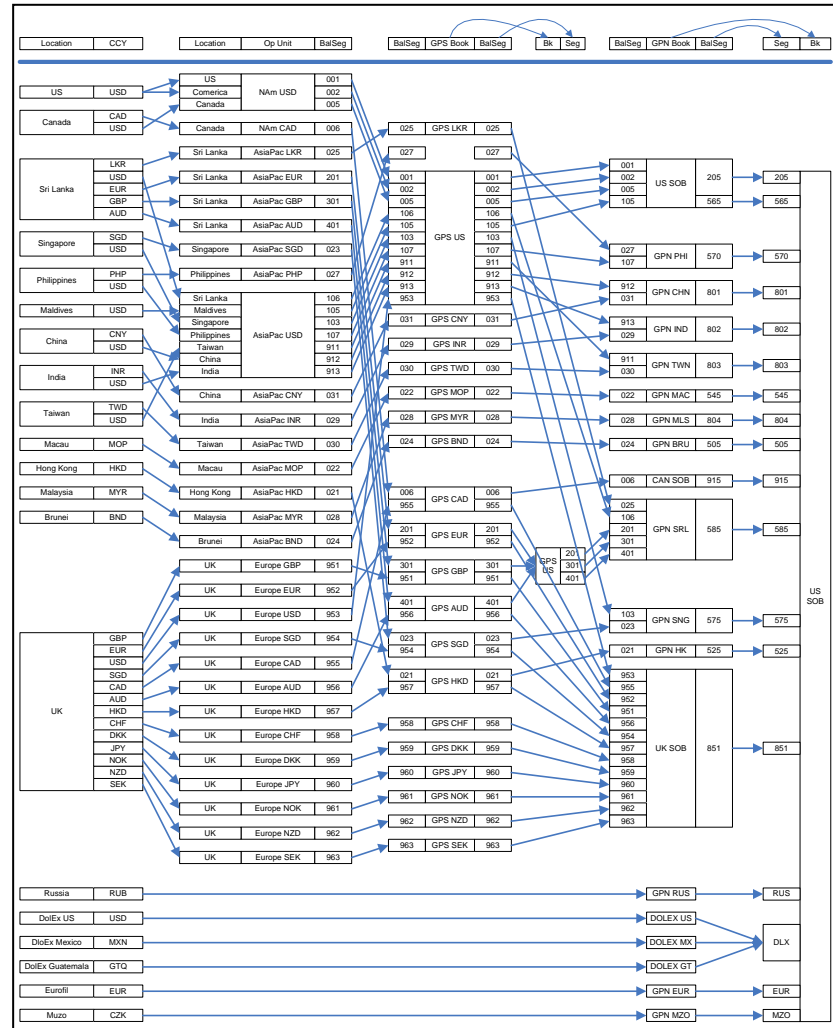 Location CCY Location Op Unit BalSeg BalSeg GPS Book BalSeg Bk Seg BalSeg GPN Book BalSeg Seg Bk
US USD
Canada CAD
USD
Sri Lanka LKR
USD
EUR
GBP
AUD
Singapore SGD
USD
Philippines PHP
USD
Maldives USD
China CNY
USD
India INR
USD
Taiwan TWD
USD
Macau MOP
Hong Kong HKD
Malaysia MYR
Brunei BND
UK GBP
EUR
USD
SGD
CAD
AUD
HKD
CHF
DKK
JPY
NOK
NZD
SEK
Russia RUB
DolEx US USD
DloEx Mexico MXN
DolEx Guatemala GTQ
Eurofil EUR
Muzo CZK
US NAm USD 001
Comerica 002
Canada 005
Canada NAm CAD 006
Sri Lanka AsiaPac LKR 025
Sri Lanka AsiaPac EUR 201
Sri Lanka AsiaPac GBP 301
Sri Lanka AsiaPac AUD 401
Singapore AsiaPac SGD 023
Philippines AsiaPac PHP 027
Sri Lanka AsiaPac USD 106
Maldives 105
Singapore 103
Philippines 107
Taiwan 911
China 912
India 913
China AsiaPac CNY 031
India AsiaPac INR 029
Taiwan AsiaPac TWD 030
Macau AsiaPac MOP 022
Hong Kong AsiaPac HKD 021
Malaysia AsiaPac MYR 028
Brunei AsiaPac BND 024
UK Europe GBP 951
UK Europe EUR 952
UK Europe USD 953
UK Europe SGD 954
UK Europe CAD 955
UK Europe AUD 956
UK Europe HKD 957
UK Europe CHF 958
UK Europe DKK 959
UK Europe JPY 960
UK Europe NOK 961
UK Europe NZD 962
UK Europe SEK 963
025 GPS LKR 025
027 027
001 GPS US 001
002 002
005 005
106 106
105 105
103 103
107 107
911 911
912 912
913 913
953 953
031 GPS CNY 031
029 GPS INR 029
030 GPS TWD 030
022 GPS MOP 022
028 GPS MYR 028
024 GPS BND 024
006 GPS CAD 006
955 955
201 GPS EUR 201
952 952
301 GPS GBP 301
951 951
401 GPS AUD 401
956 956
023 GPS SGD 023
954 954
021 GPS HKD 021
957 957
958 GPS CHF 958
959 GPS DKK 959
960 GPS JPY 960
961 GPS NOK 961
962 GPS NZD 962
963 GPS SEK 963
GPS US 201
301
401
001 US SOB 205 205
002
005
105 565 565
027 GPN PHI 570 570
107
912 GPN CHN 801 801
031
913 GPN IND 802 802
029
911 GPN TWN 803 803
030
022 GPN MAC 545 545
028 GPN MLS 804 804
024 GPN BRU 505 505
006 CAN SOB 915 915
025 GPN SRL 585 585
106
201
301
401
103 GPN SNG 575 575
023
021 GPN HK 525 525
953 UK SOB 851 851
955
952
951
956
954
957
958
959
960
961
962
963
GPN RUS RUS
DOLEX US
DOLEX MX DLX
DOLEX GT
GPN EUR EUR
GPN MZO MZO
US SOB